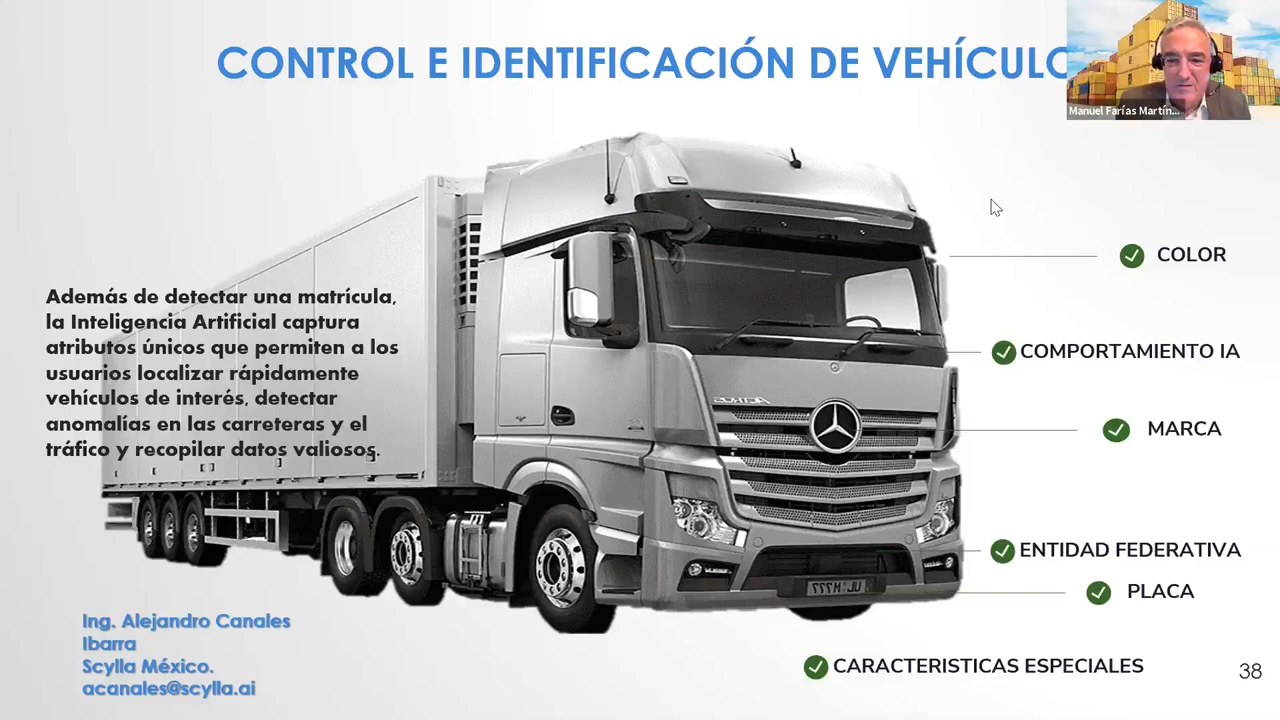 CONTROL E IDENTIFICACIÓN DE VEHÍCULO
Manuel Farías Martín...
COLOR
Además de detectar una matrícula,
la Inteligencia Artificial captura
atributos únicos que permiten a los
usuarios localizar rápidamente
vehículos de interés, detectar
anomalías en las carreteras y el
tráfico y recopilar datos valiosos.
COMPORTAMIENTO IA
MARCA
ENTIDAD FEDERATIVA
PLACA
Ing. Alejandro Canales
Ibarra
Scylla México.
acanales@scylla.ai
CARACTERISTICAS ESPECIALES
38